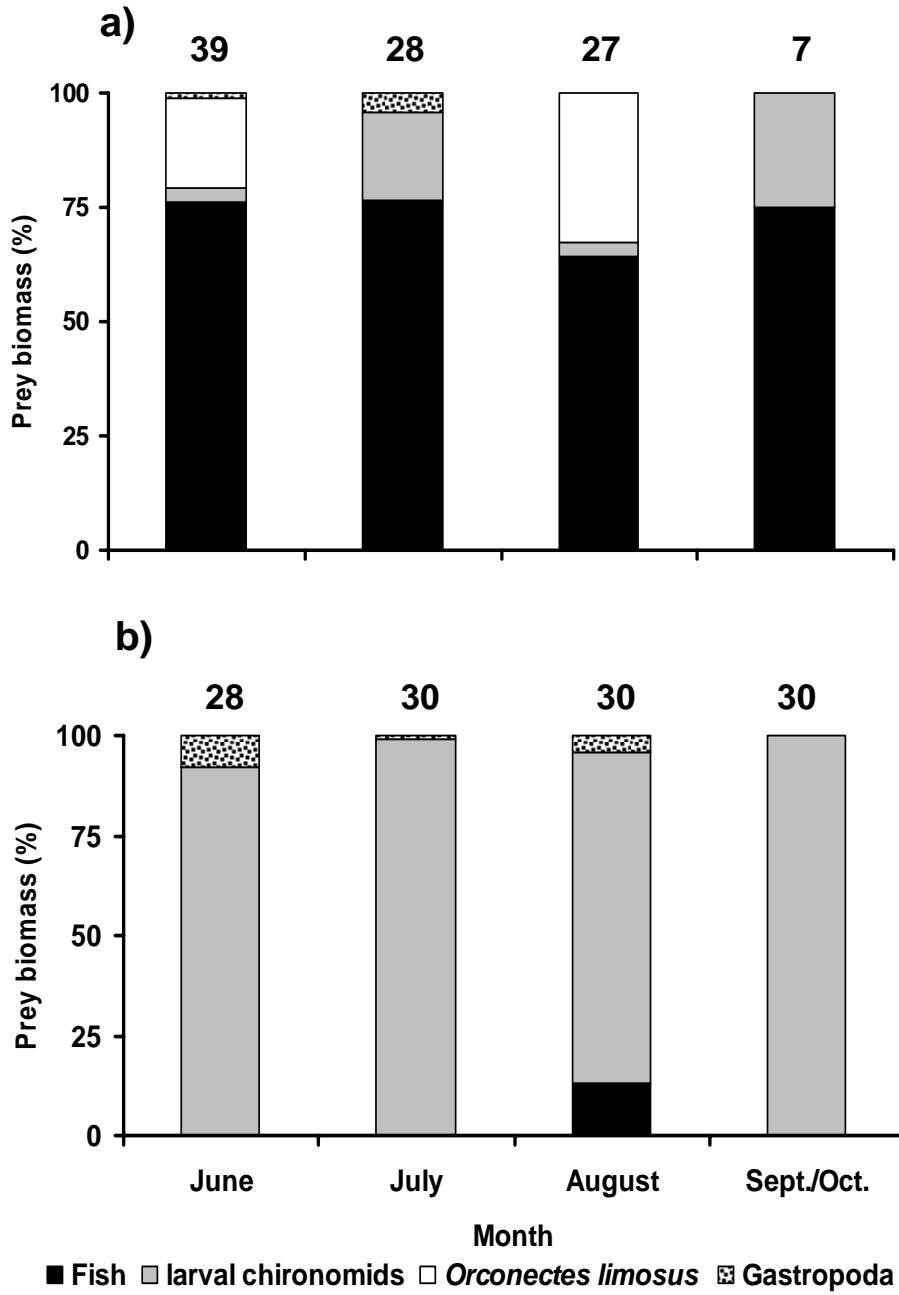 a)
39 28 27 7
100
75
50
25
0
Prey biomass (%)
b)
28 30 30 30
100
75
50
25
0
Prey biomass (%)
June July August Sept./Oct.
Month
Fish larval chironomids Orconectes limosus Gastropoda